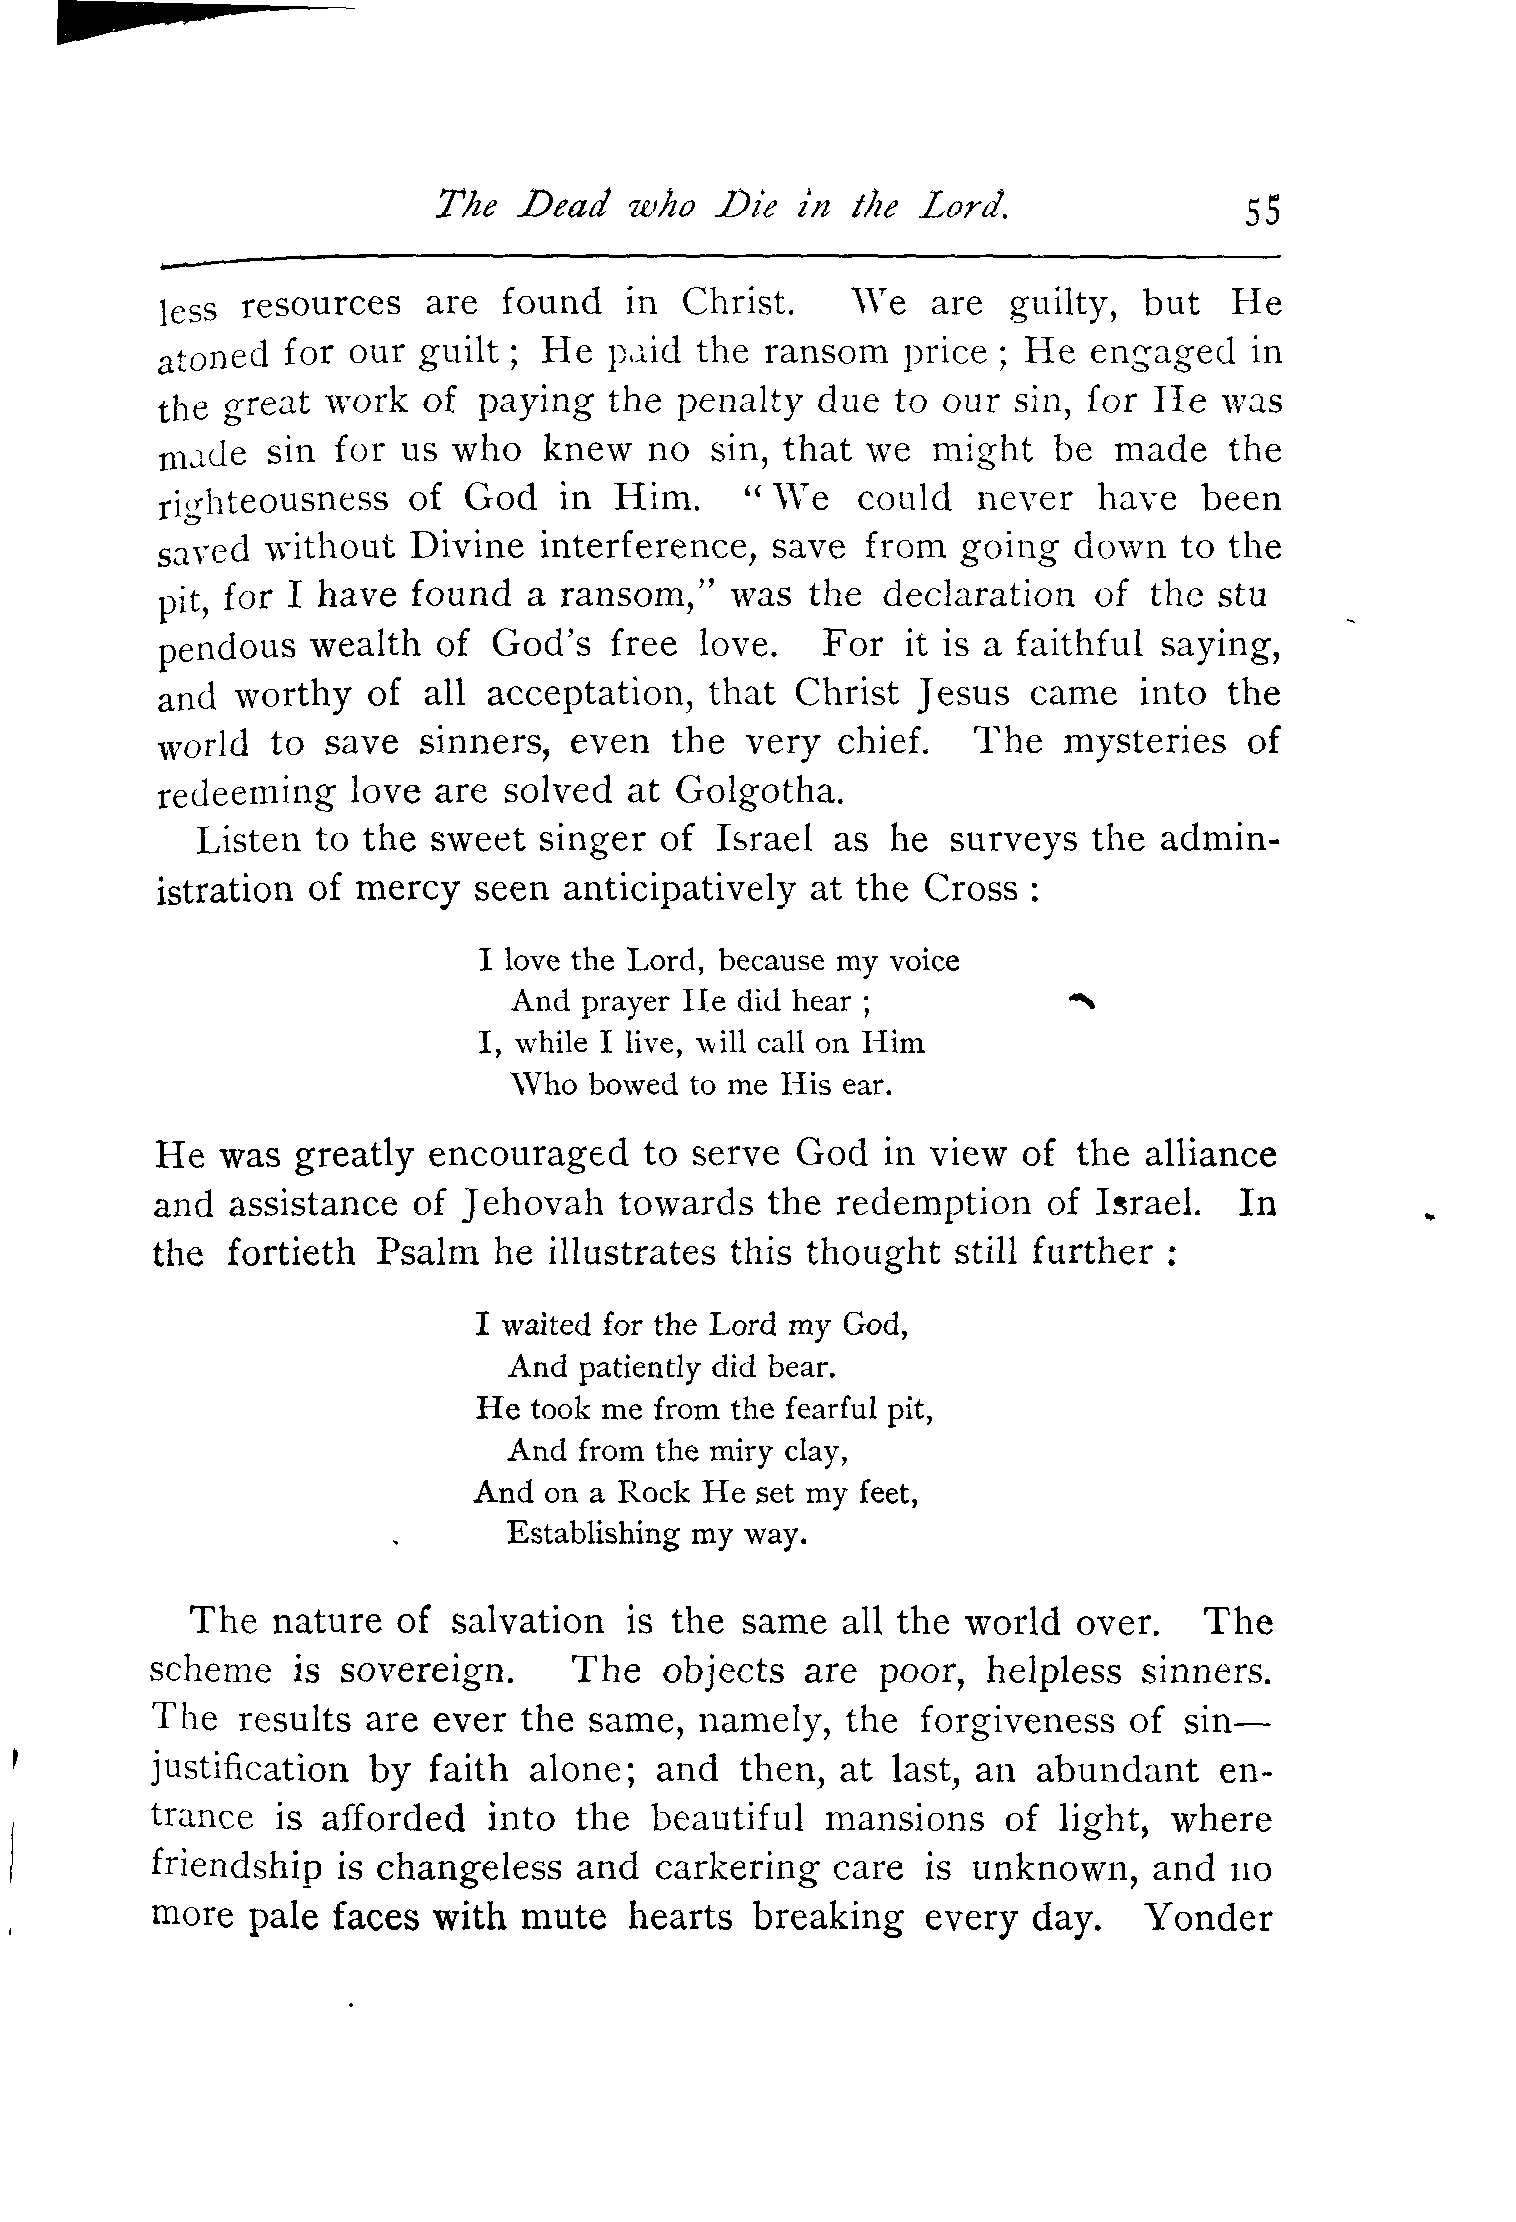 The Dead who Die in the Lord. 55
less resources are found in Christ. We are guilty, but He
atoned for our guilt ; He paid the ransom price ; He engaged in
the great work of paying the penalty due to our sin, for He was
made sin for us who knew no sin, that we might be made the
righteousness of God in Him. “ We could never have been
saved without Divine interference, save from going down to the
pit, for I have found a ransom,” was the declaration of the stu
pendous wealth of God’s free love. For it is a faithful saying,
and worthy of all acceptation, that Christ Jesus came into the
world to save sinners, even the very chief. The mysteries of
redeeming love are solved at Golgotha.
Listen to the sweet singer of Israel as he surveys the admin-
istration of mercy seen anticipatively at the Cross :
I love the Lord, because my voice
And prayer He did hear ;
I, while I live, will call on Him
Who bowed to me His ear.
He was greatly encouraged to serve God in view of the alliance
and assistance of Jehovah towards the redemption of Israel. In
the fortieth Psalm he illustrates this thought still further :
I waited for the Lord my God,
And patiently did bear.
He took me from the fearful pit,
And from the miry clay,
And on a Rock He set my feet,
Establishing my way.
The nature of salvation is the same all the world over. The
scheme is sovereign. The objects are poor, helpless sinners.
The results are ever the same, namely, the forgiveness of sin—
justification by faith alone; and then, at last, an abundant en-
trance is afforded into the beautiful mansions of light, where
friendship is changeless and carkering care is unknown, and no
more pale faces with mute hearts breaking every day. Yonder